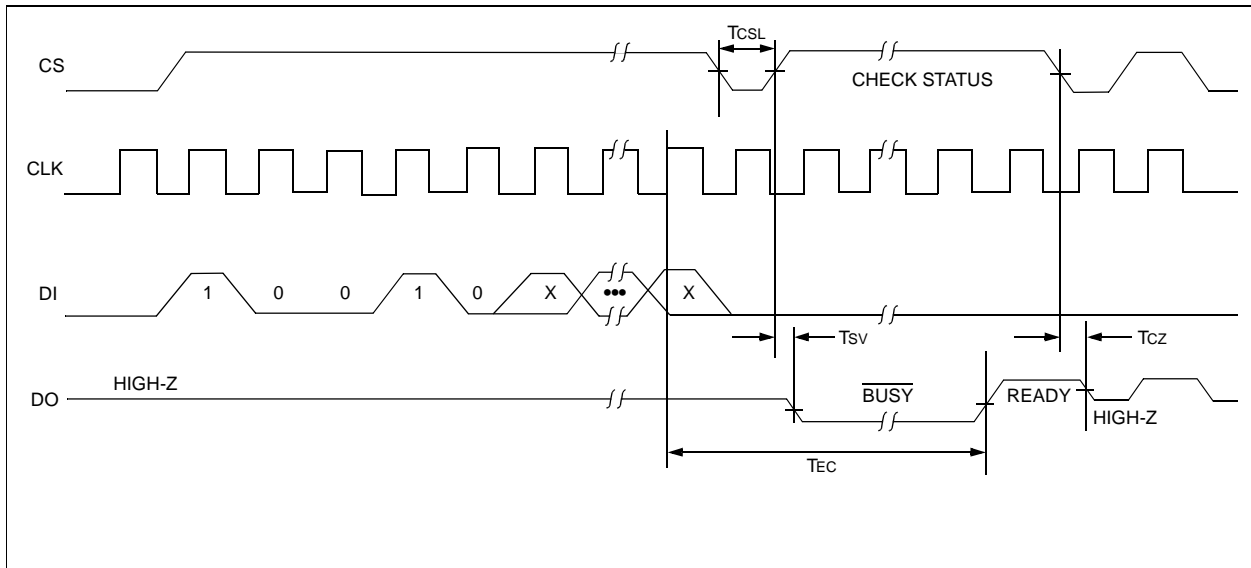 TCSL
CS
CHECK STATUS
CLK
DI
1 0 0 1 0 X ••• X
TSV
TCZ
HIGH-Z
DO
BUSY
READY
HIGH-Z
TEC